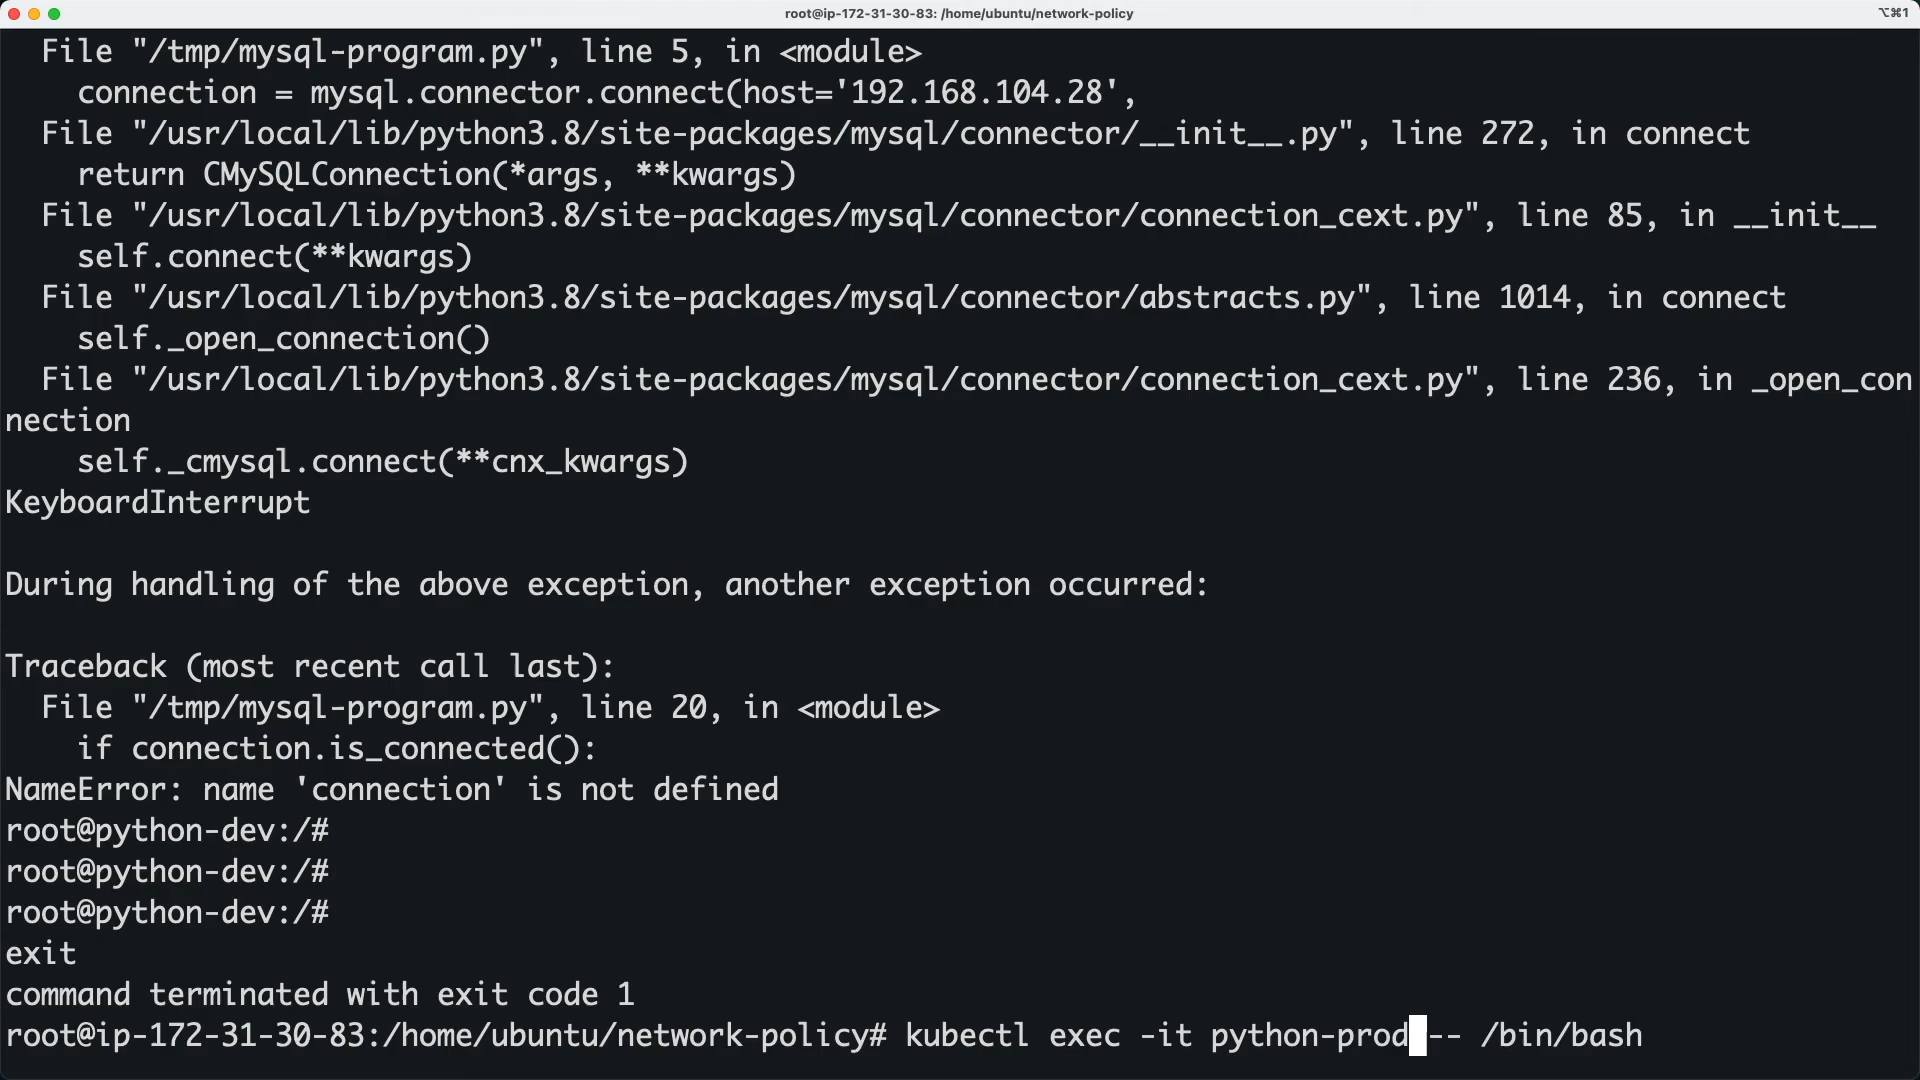 root@ip-172-31-30-83: /home/ubuntu/network-policy
⌥⌘1
File "/tmp/mysql-program.py", line 5, in <module>
connection = mysql.connector.connect(host='192.168.104.28',
File "/usr/local/lib/python3.8/site-packages/mysql/connector/__init__.py", line 272, in connect
return CMySQLConnection(*args, **kwargs)
File "/usr/local/lib/python3.8/site-packages/mysql/connector/connection_cext.py", line 85, in __init__
self.connect(**kwargs)
File "/usr/local/lib/python3.8/site-packages/mysql/connector/abstracts.py", line 1014, in connect
self._open_connection()
File "/usr/local/lib/python3.8/site-packages/mysql/connector/connection_cext.py", line 236, in _open_con
nection
self._cmysql.connect(**cnx_kwargs)
KeyboardInterrupt
During handling of the above exception, another exception occurred:
Traceback (most recent call last):
File "/tmp/mysql-program.py", line 20, in <module>
if connection.is_connected():
NameError: name 'connection' is not defined
root@python-dev:/#
root@python-dev:/#
root@python-dev:/#
exit
command terminated with exit code 1
root@ip-172-31-30-83:/home/ubuntu/network-policy# kubectl exec -it python-prod -- /bin/bash